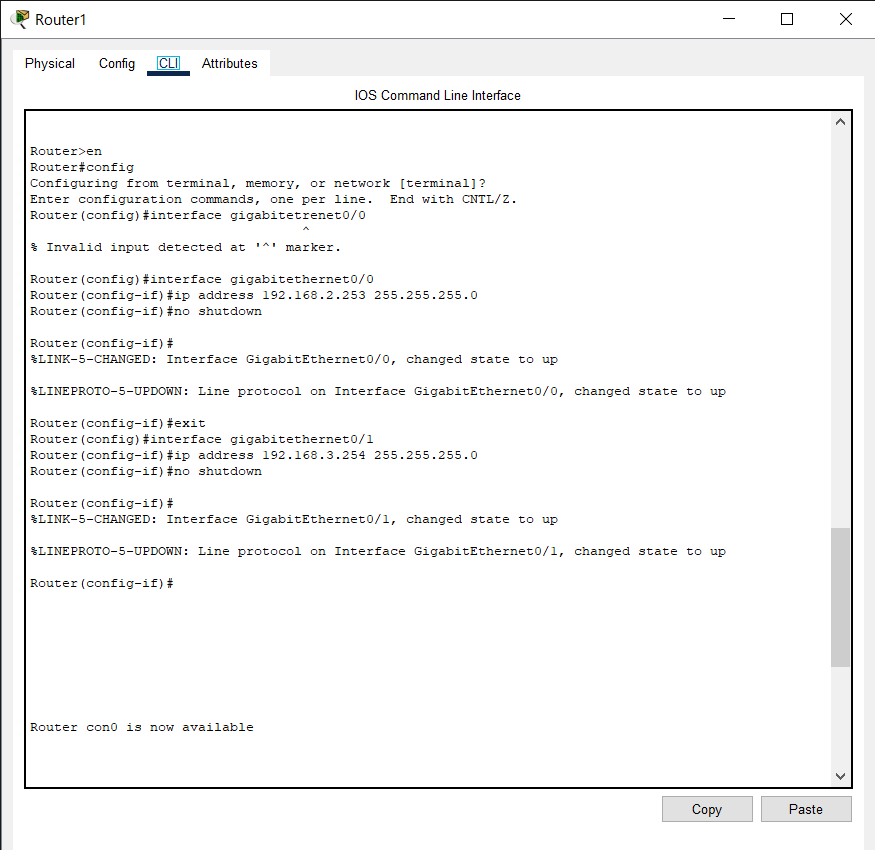 Router1
Physical Config CLI Attributes
IOS Command Line Interface
Router>en
Router#config
Configuring from terminal, memory, or network [terminal]?
Enter configuration commands, one per line.  End with CNTL/Z.
Router(config)#interface gigabitetrenet0/0
^
% Invalid input detected at '^' marker.
Router(config)#interface gigabitethernet0/0
Router(config-if)#ip address 192.168.2.253 255.255.255.0
Router(config-if)#no shutdown
Router(config-if)#
%LINK-5-CHANGED: Interface GigabitEthernet0/0, changed state to up
%LINEPROTO-5-UPDOWN: Line protocol on Interface GigabitEthernet0/0, changed state to up
Router(config-if)#exit
Router(config)#interface gigabitethernet0/1
Router(config-if)#ip address 192.168.3.254 255.255.255.0
Router(config-if)#no shutdown
Router(config-if)#
%LINK-5-CHANGED: Interface GigabitEthernet0/1, changed state to up
%LINEPROTO-5-UPDOWN: Line protocol on Interface GigabitEthernet0/1, changed state to up
Router(config-if)#
Router con0 is now available
Copy Paste